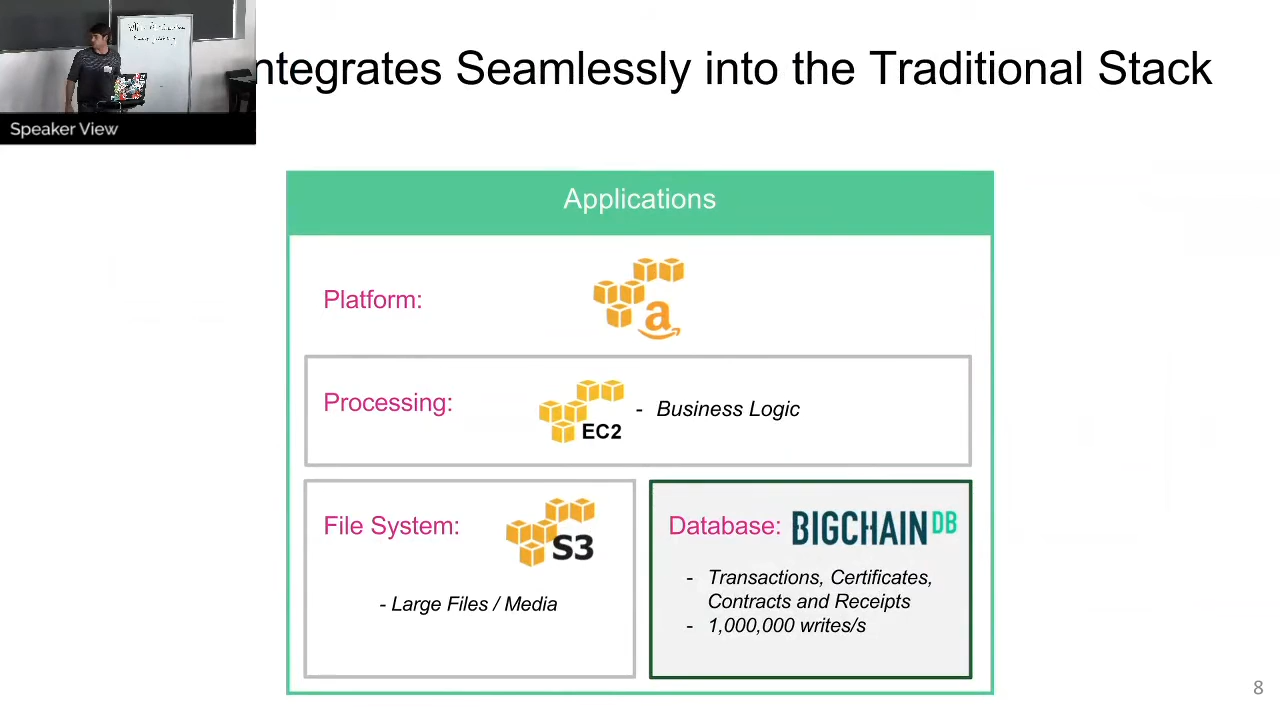 ntegrates Seamlessly into the Traditional Stack
Speaker View
Applications
Platform:
a
Processing:
EC2
- Business Logic
File System:
S3
- Large Files / Media
Database:
BIGCHAIN DB
- Transactions, Certificates,
Contracts and Receipts
- 1,000,000 writes/s
8